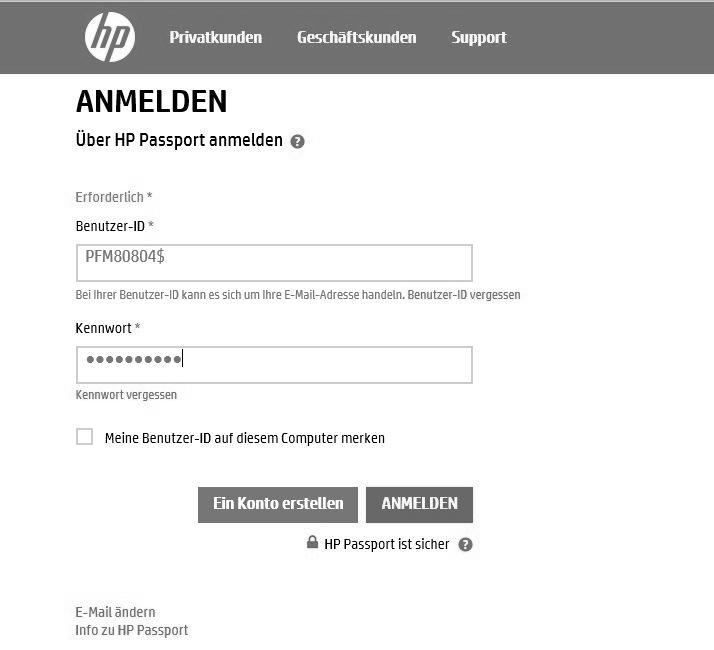 hp Privatkunden Geschäftskunden Support
ANMELDEN
Über HP Passport anmelden ?
Erforderlich *
Benutzer-ID *
PFM80804$
Bei Ihrer Benutzer-ID kann es sich um Ihre E-Mail-Adresse handeln. Benutzer-ID vergessen
Kennwort *
●●●●●●●●●●
Kennwort vergessen
Meine Benutzer-ID auf diesem Computer merken
Ein Konto erstellen ANMELDEN
HP Passport ist sicher ?
E-Mail ändern
Info zu HP Passport